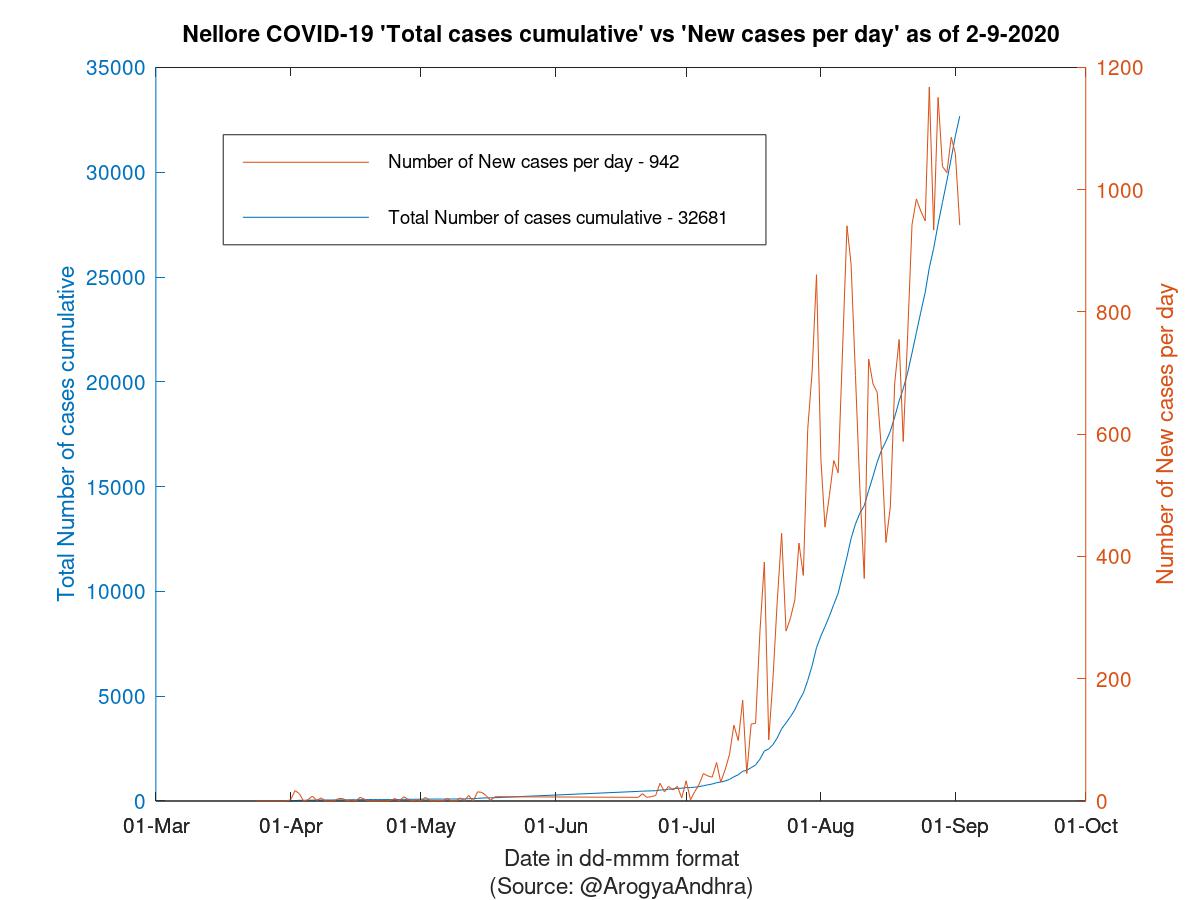 Nellore COVID-19 'Total cases cumulative' vs 'New cases per day' as of 2-9-2020
35000
30000
25000
20000
15000
10000
5000
0
Total Number of cases cumulative
Number of New cases per day - 942
Total Number of cases cumulative - 32681
1200
1000
800
600
400
200
0
Number of New cases per day
01-Mar 01-Apr 01-May 01-Jun 01-Jul 01-Aug 01-Sep 01-Oct
Date in dd-mmm format
(Source: @ArogyaAndhra)